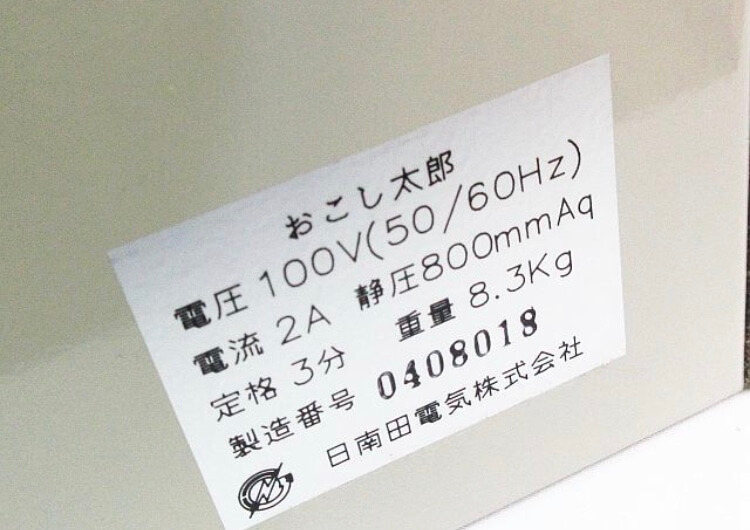 おこし太郎
電圧 100V(50/60Hz)
電流 2A 静圧800mmAq
定格 3分 重量 8.3Kg
製造番号 0408018
日南田電気株式会社